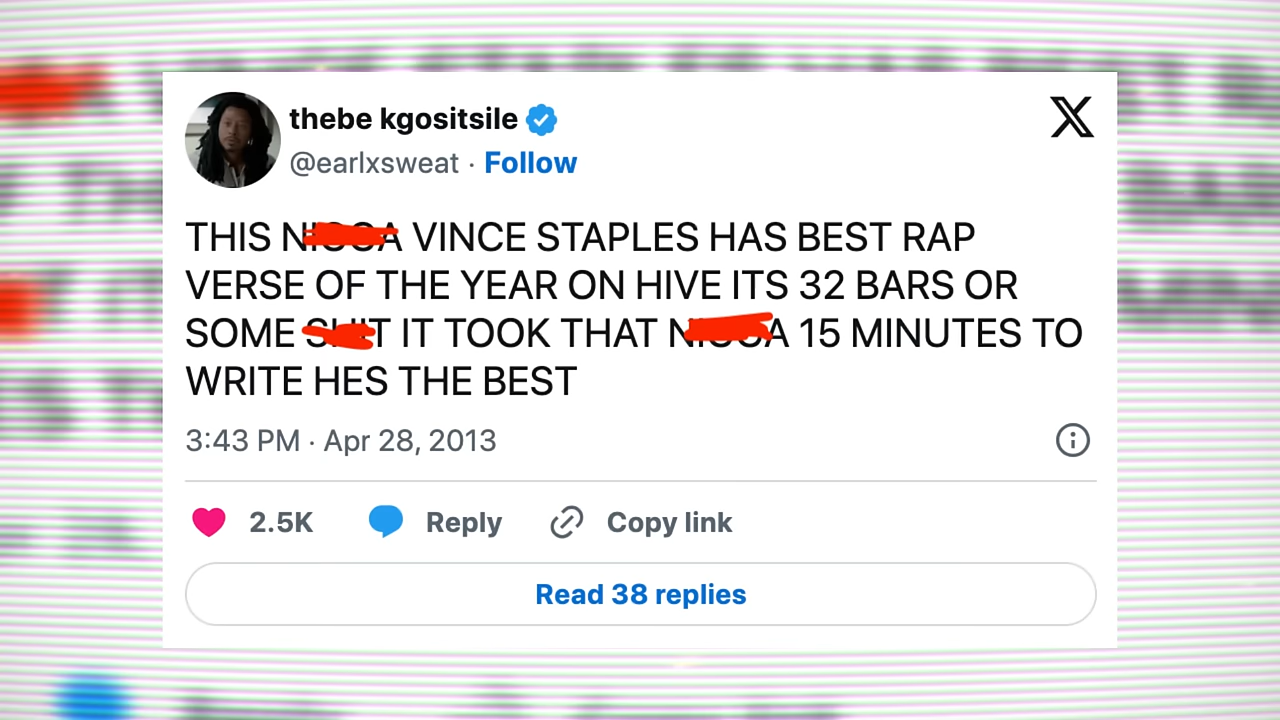 thebe kgositsile
@earlxsweat · Follow
THIS VINCE STAPLES HAS BEST RAP
VERSE OF THE YEAR ON HIVE ITS 32 BARS OR
SOME IT TOOK THAT 15 MINUTES TO
WRITE HES THE BEST
3:43 PM · Apr 28, 2013
2.5K Reply Copy link
Read 38 replies